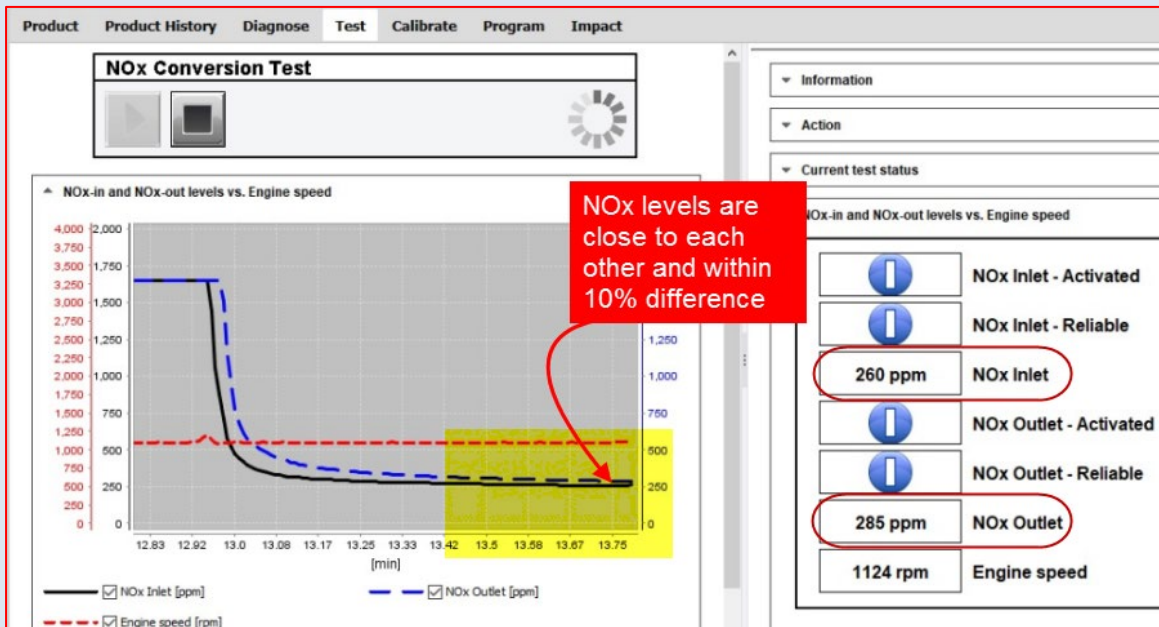 Product Product History Diagnose Test Calibrate Program Impact
NOx Conversion Test
NOx-in and NOx-out levels vs. Engine speed
4,000 2,000
3,750
3,500 1,750
3,250
3,000 1,500
2,750
2,500 1,250 1,250
2,250
2,000 1,000 1,000
1,750
1,500 750 750
1,250
1,000 500 500
750
500 250 250
250
0 0 0
12.83 12.92 13.0 13.08 13.17 13.25 13.33 13.42 13.5 13.58 13.67 13.75
[min]
NOx Inlet [ppm] NOx Outlet [ppm]
Engine speed [rpm]
NOx levels are
close to each
other and within
10% difference
Information
Action
Current test status
NOx-in and NOx-out levels vs. Engine speed
NOx Inlet - Activated
NOx Inlet - Reliable
260 ppm NOx Inlet
NOx Outlet - Activated
NOx Outlet - Reliable
285 ppm NOx Outlet
1124 rpm Engine speed